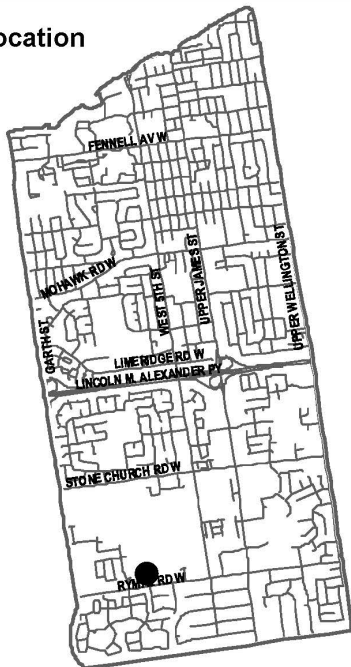 ocation
FENNELL AV W
MOHAWK RD W
GARTH ST
WEST 5TH ST
UPPER JAMES ST
UPPER WELLINGTON ST
LIMERIDGE RD W
LINCOLN M. ALEXANDER PY
STONE CHURCH RD W
RD W